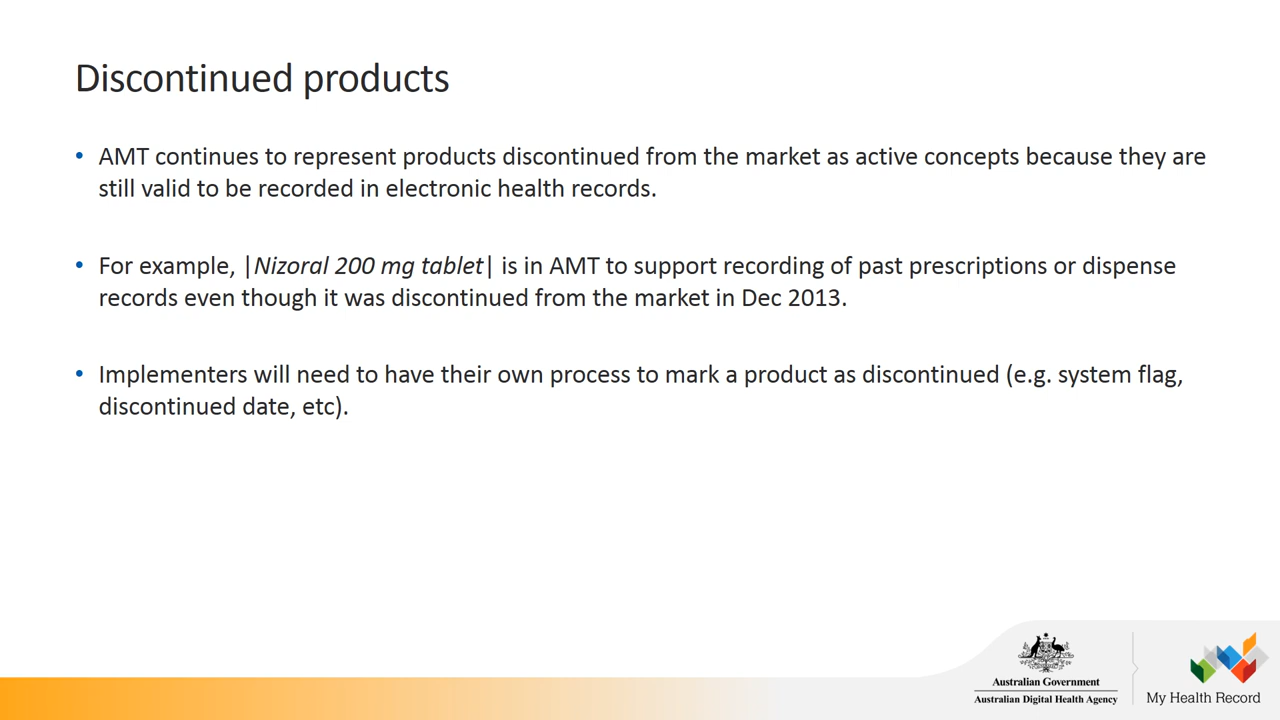 Discontinued products
• AMT continues to represent products discontinued from the market as active concepts because they are
still valid to be recorded in electronic health records.
• For example, |Nizoral 200 mg tablet| is in AMT to support recording of past prescriptions or dispense
records even though it was discontinued from the market in Dec 2013.
• Implementers will need to have their own process to mark a product as discontinued (e.g. system flag,
discontinued date, etc).
Australian Government
Australian Digital Health Agency
My Health Record